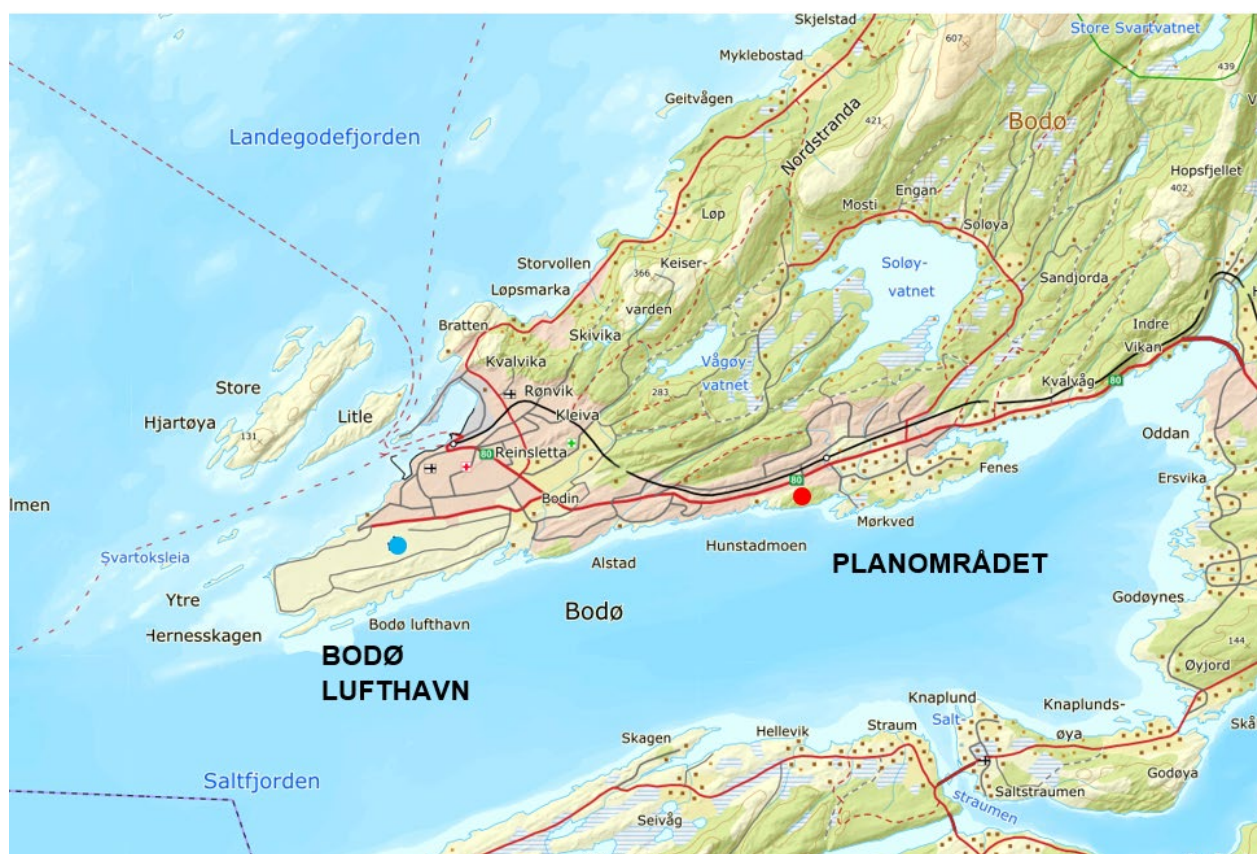 Skjelstad
Store Svartvatnet
607
Myklebostad
439
Geitvågen
Landegodefjorden
421
Bodø
Nordstranda
Hopsfjellet
402
Engan
Mosti
Løp
Soløya
Storvollen
366
Keiser-
varden
Soløy-
vatnet
Sandjorda
Løpsmarka
Bratten
Skivika
Indre
Vikan
Kvalvika
Vågøy-
vatnet
Kvalvåg
80
Store
Hjartøya
131
Litle
Rønvik
283
Kleiva
Oddan
80
Reinsletta
Fenes
Ersvika
80
Bodin
lmen
Mørkved
Hunstadmoen
Svartoksleia
Alstad
PLANOMRÅDET
Ytre
Hernesskagen
Bodø
Godøynes
Bodø lufthavn
144
BODØ
LUFTHAVN
Øyjord
Knaplund
Knaplunds-
øya
Salt-
straumen
Straum
Hellevik
Skå
Skagen
Godøya
Saltfjorden
Saltstraumen
Seivåg